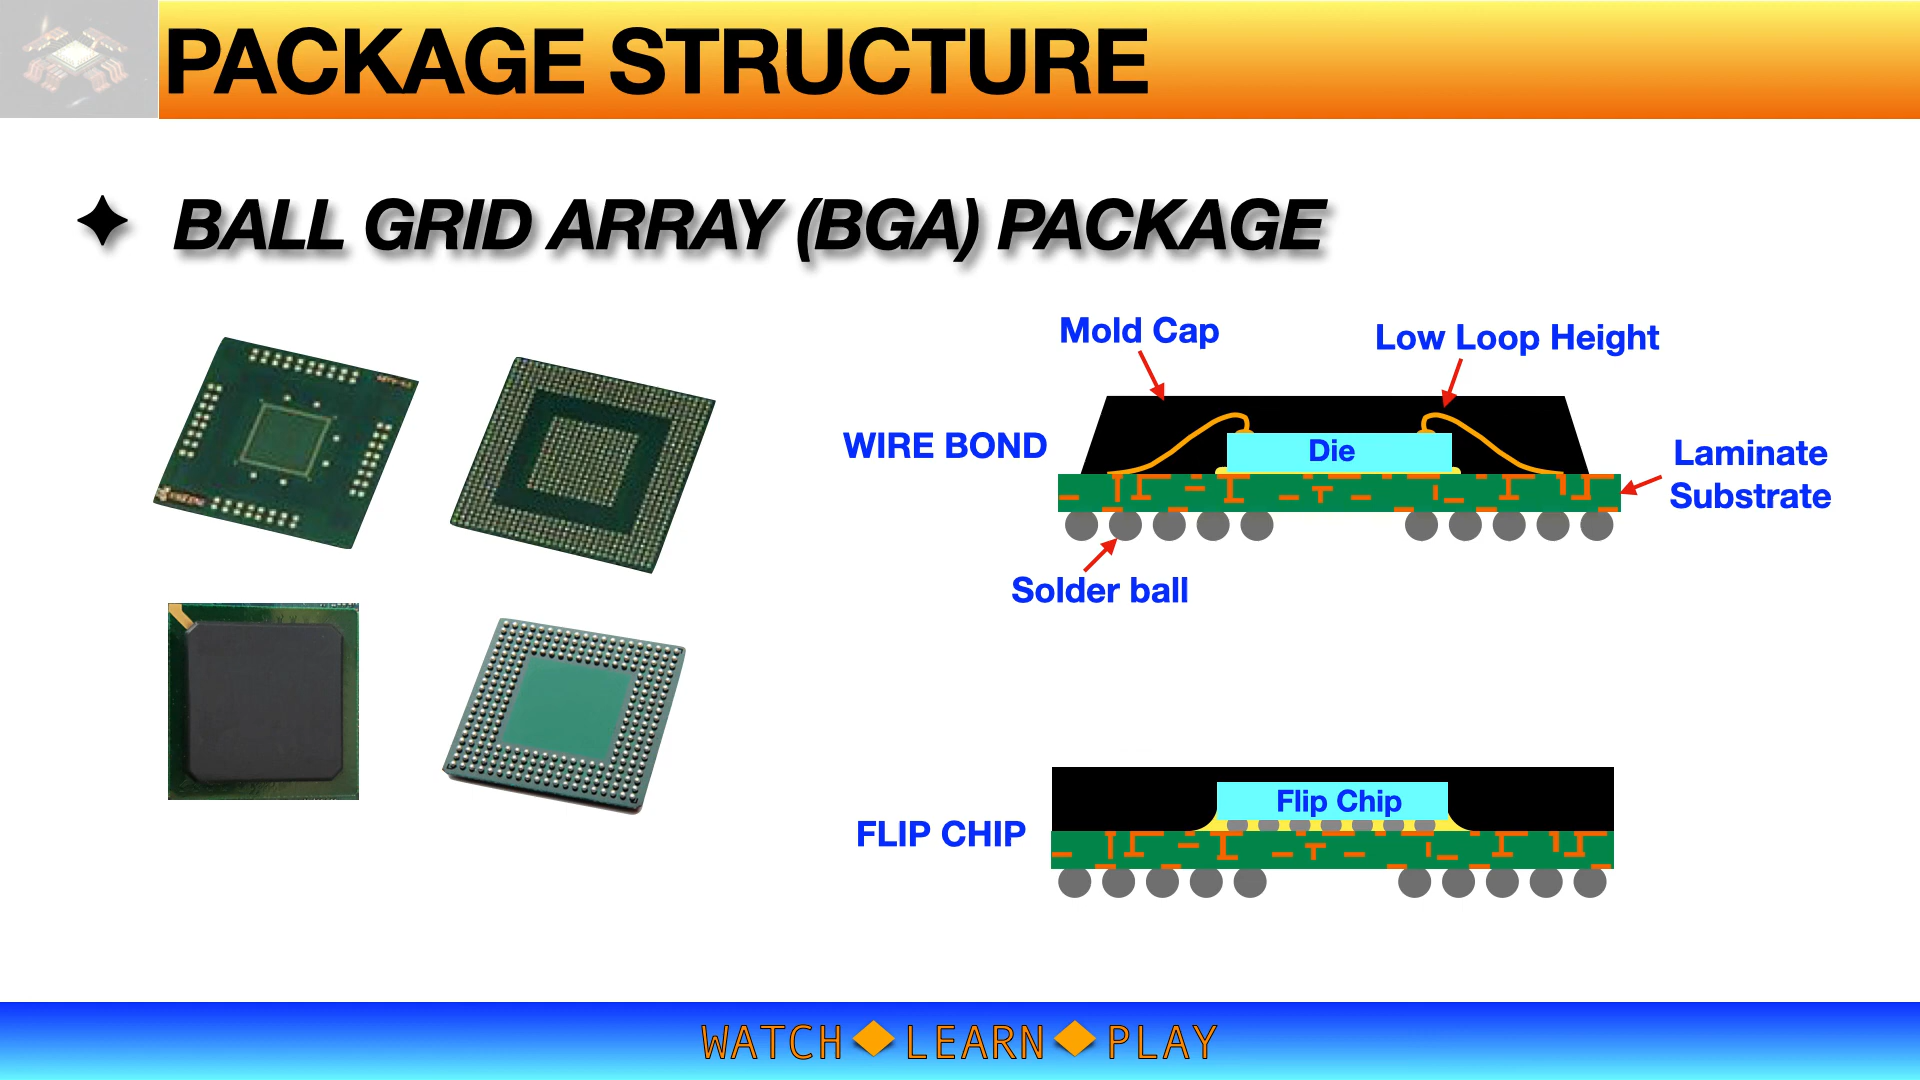 PACKAGE STRUCTURE
BALL GRID ARRAY (BGA) PACKAGE
Mold Cap
Low Loop Height
WIRE BOND
Die
Laminate
Substrate
Solder ball
Flip Chip
FLIP CHIP
WATCH LEARN PLAY